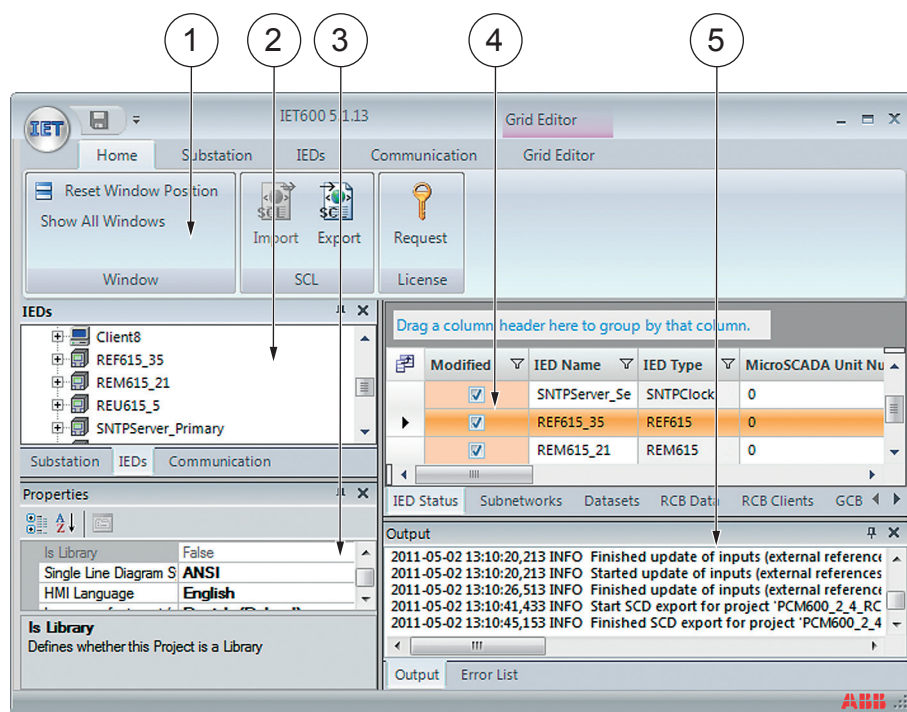 1 2 3 4 5
IET
IET600 5.1.13
Grid Editor
Home Substation IEDs Communication Grid Editor
Reset Window Position
Show All Windows
Window
SCL SCL
Import Export
SCL
Request
License
IEDs
Client8
REF615_35
REM615_21
REU615_5
SNTPServer_Primary
Substation IEDs Communication
Properties
Is Library False
Single Line Diagram S ANSI
HMI Language English
Is Library
Defines whether this Project is a Library
Drag a column header here to group by that column.
Modified IED Name IED Type MicroSCADA Unit Nu
SNTPServer_Se SNTPClock 0
REF615_35 REF615 0
REM615_21 REM615 0
IED Status Subnetworks Datasets RCB Data RCB Clients GCB
Output
2011-05-02 13:10:20,213 INFO Finished update of inputs (external reference
2011-05-02 13:10:20,213 INFO Started update of inputs (external references
2011-05-02 13:10:26,513 INFO Finished update of inputs (external reference
2011-05-02 13:10:41,433 INFO Start SCD export for project 'PCM600_2_4_RC
2011-05-02 13:10:45,153 INFO Finished SCD export for project 'PCM600_2_4
Output Error List
ABB